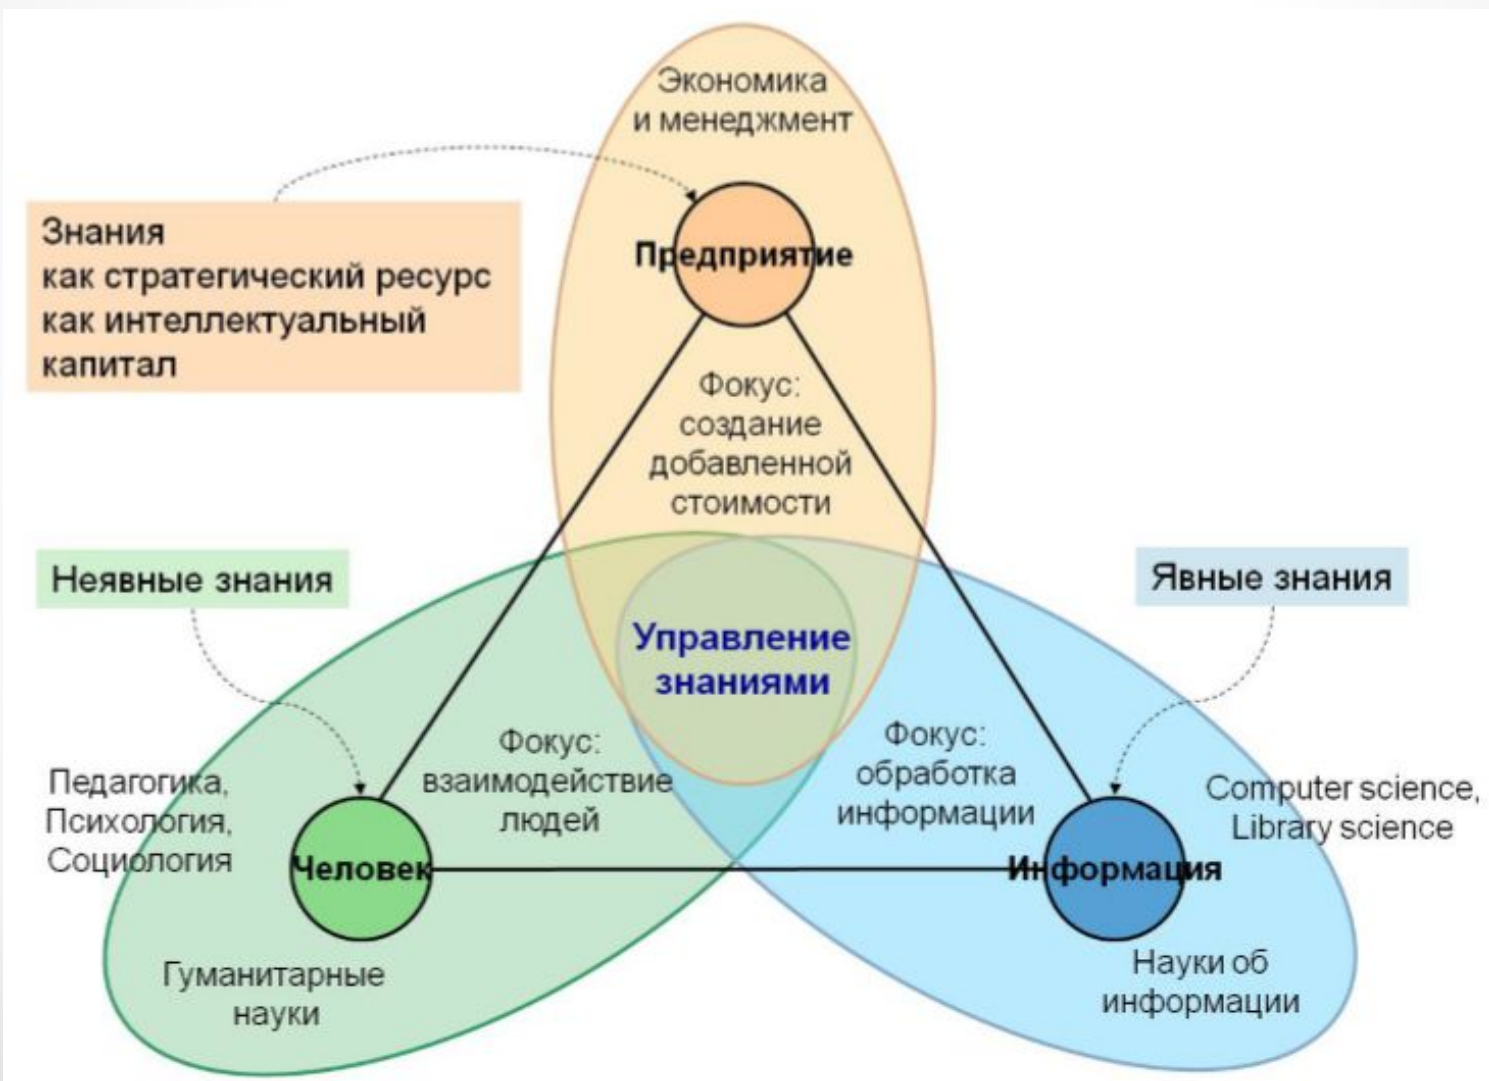 Экономика
и менеджмент
Знания
как стратегический ресурс
как интеллектуальный
капитал
Предприятие
Фокус:
создание
добавленной
стоимости
Неявные знания
Явные знания
Управление
знаниями
Фокус:
взаимодействие
людей
Фокус:
обработка
информации
Педагогика,
Психология,
Социология
Человек
Информация
Computer science,
Library science
Гуманитарные
науки
Науки об
информации